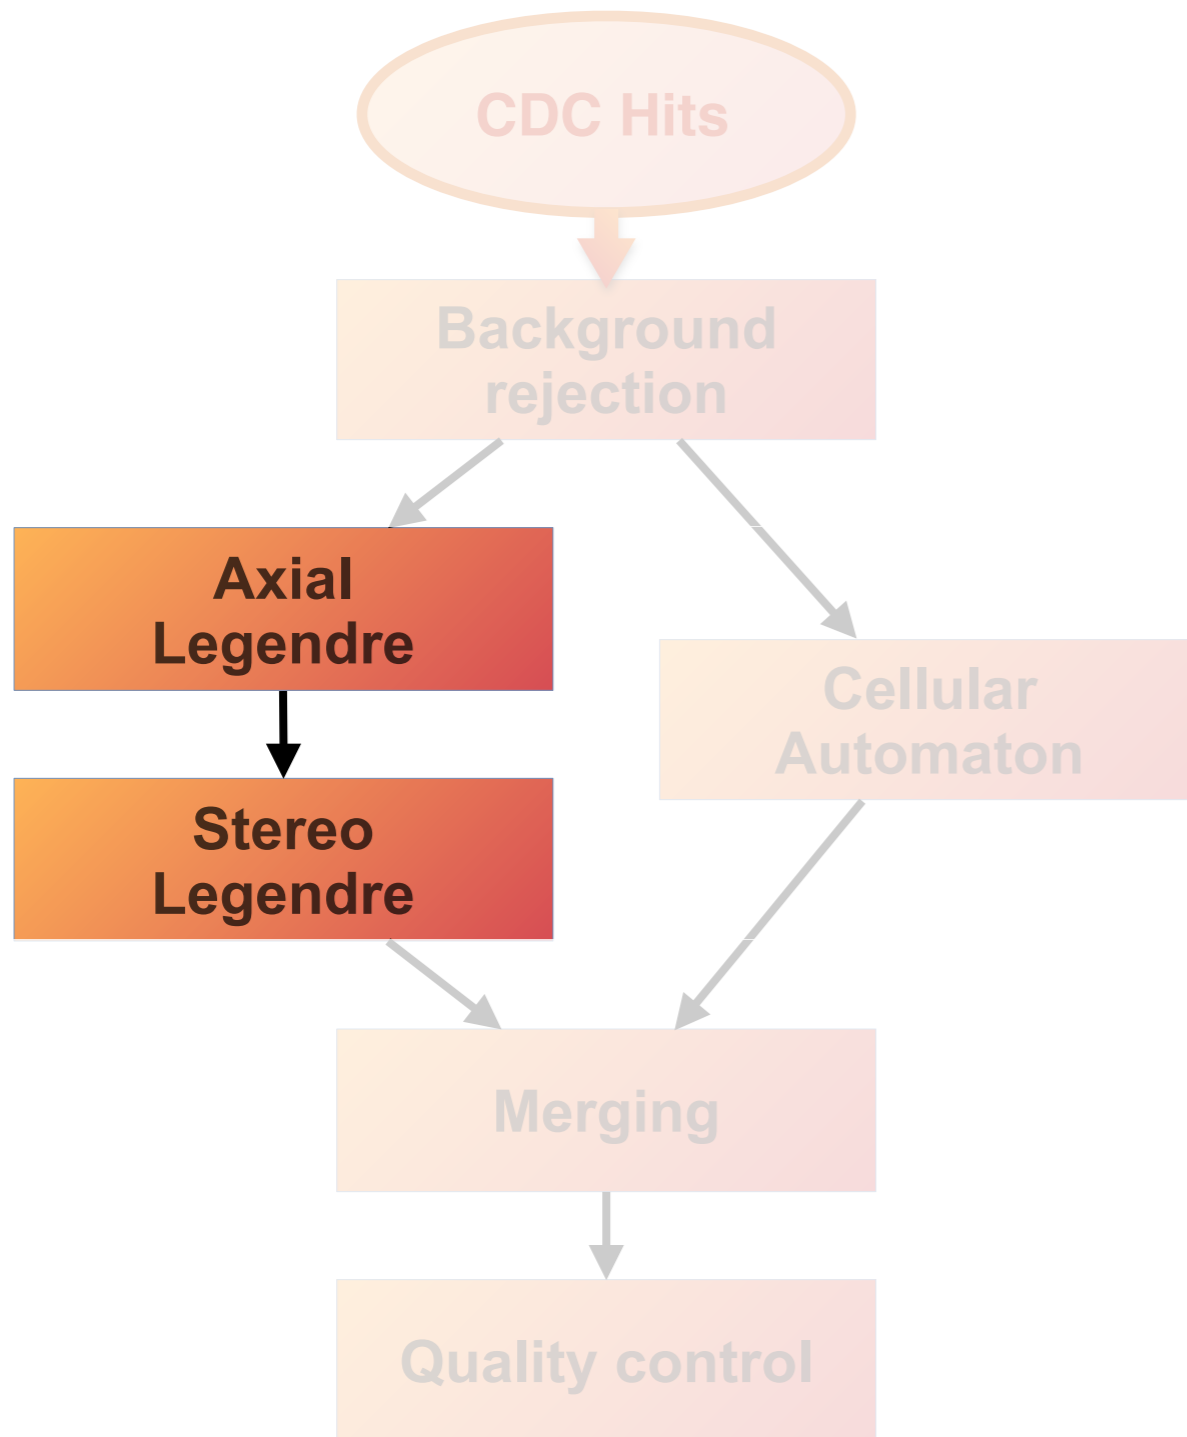 CDC Hits
Background
rejection
Axial
Legendre
Cellular
Automaton
Stereo
Legendre
Merging
Quality control